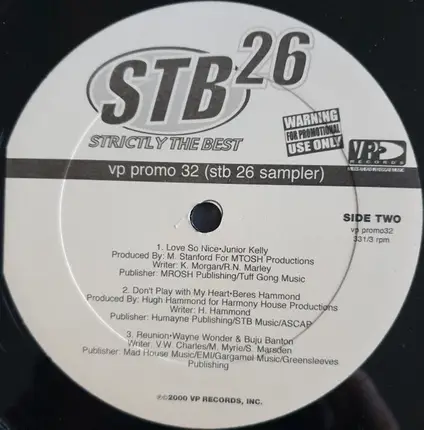 STB 26
STRICTLY THE BEST
WARNING
FOR PROMOTIONAL
USE ONLY
VP
RECORDS
vp promo 32 (stb 26 sampler)
SIDE TWO
vp promo32
331/3 rpm
1. Love So Nice•Junior Kelly
Produced By: M. Stanford For MTOSH Productions
Writer: K. Morgan/R.N. Marley
Publisher: MROSH Publishing/Tuff Gong Music
2. Don't Play with My Heart•Beres Hammond
Produced By: Hugh Hammond for Harmony House Productions
Writer: H. Hammond
Publisher: Humayne Publishing/STB Music/ASCAP
3. Reunion•Wayne Wonder & Buju Banton
Writer: V.W. Charles/M. Myrie/S. Marsden
Publisher: Mad House Music/EMI/Gargamel Music/Greensleeves
Publishing
℗©2000 VP RECORDS, INC.